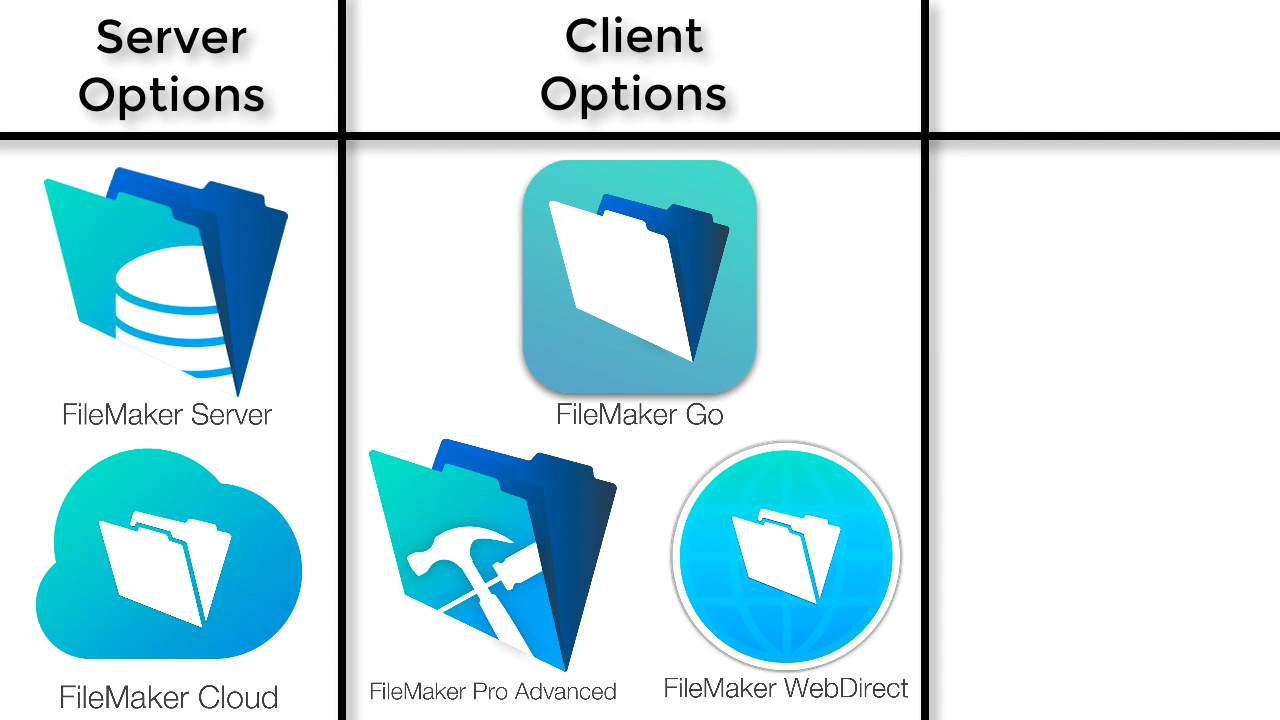 Server
Options
Client
Options
FileMaker Server
FileMaker Go
FileMaker Cloud
FileMaker Pro Advanced
FileMaker WebDirect